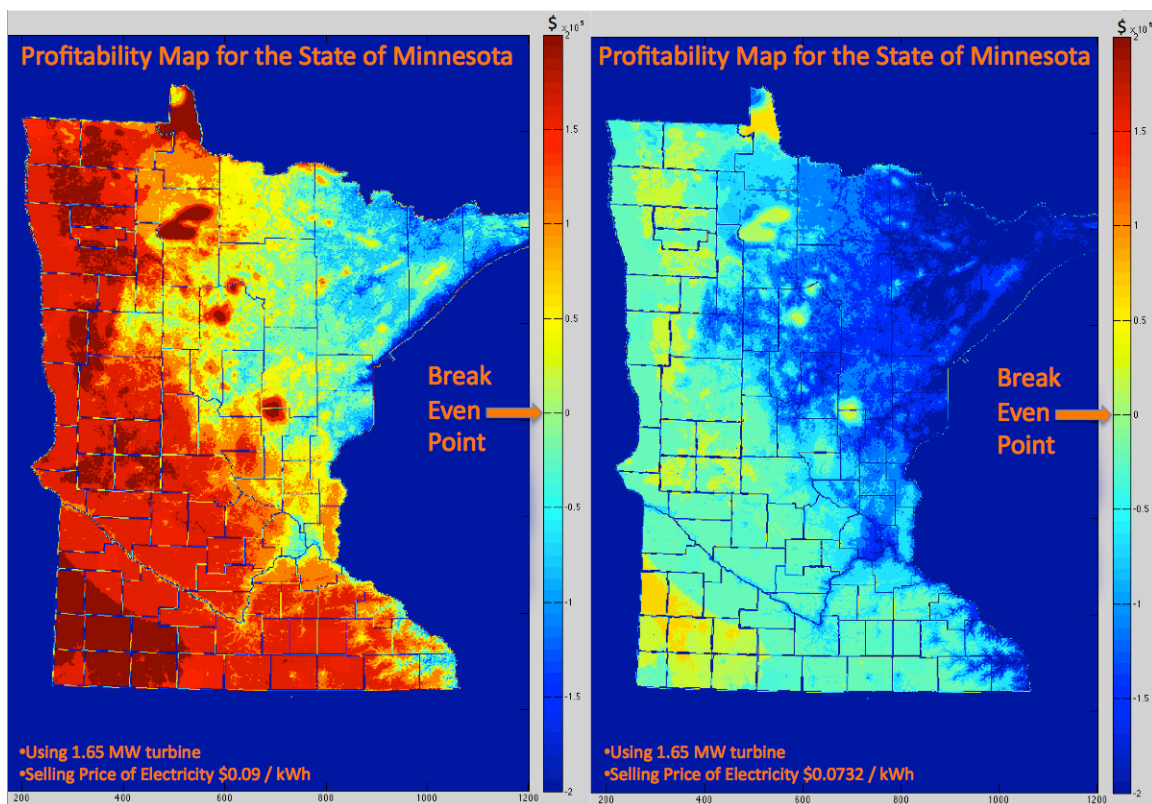 $ ×10⁵
Profitability Map for the State of Minnesota
2
1.5
1
0.5
0
-0.5
-1
-1.5
-2
Break
Even
Point
•Using 1.65 MW turbine
•Selling Price of Electricity $0.09 / kWh
200 400 600 800 1000 1200
$ ×10⁵
Profitability Map for the State of Minnesota
2
1.5
1
0.5
0
-0.5
-1
-1.5
-2
Break
Even
Point
•Using 1.65 MW turbine
•Selling Price of Electricity $0.0732 / kWh
200 400 600 800 1000 1200